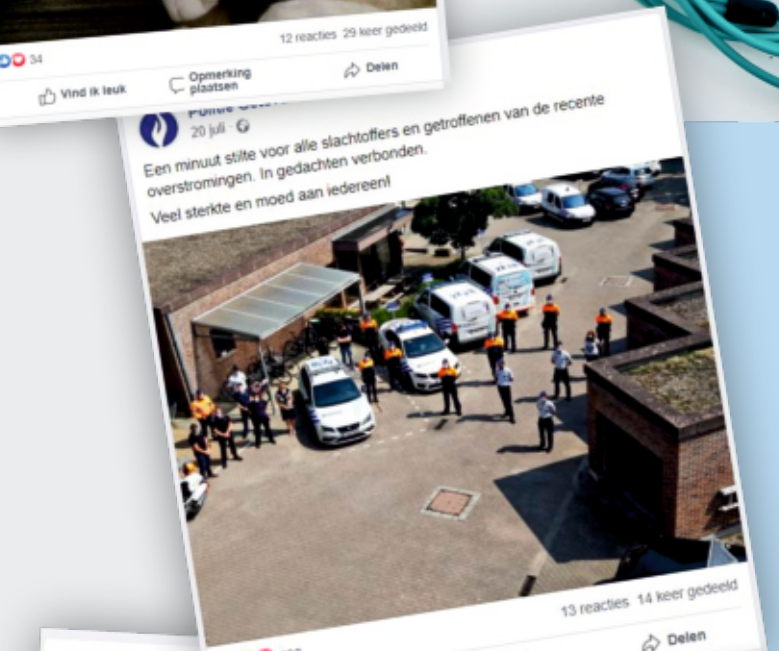 34
12 reacties 29 keer gedeeld
Vind ik leuk
Opmerking
plaatsen
Delen
Politie
20 juli
Een minuut stilte voor alle slachtoffers en getroffenen van de recente
overstromingen. In gedachten verbonden.
Veel sterkte en moed aan iedereen!
13 reacties 14 keer gedeeld
Delen